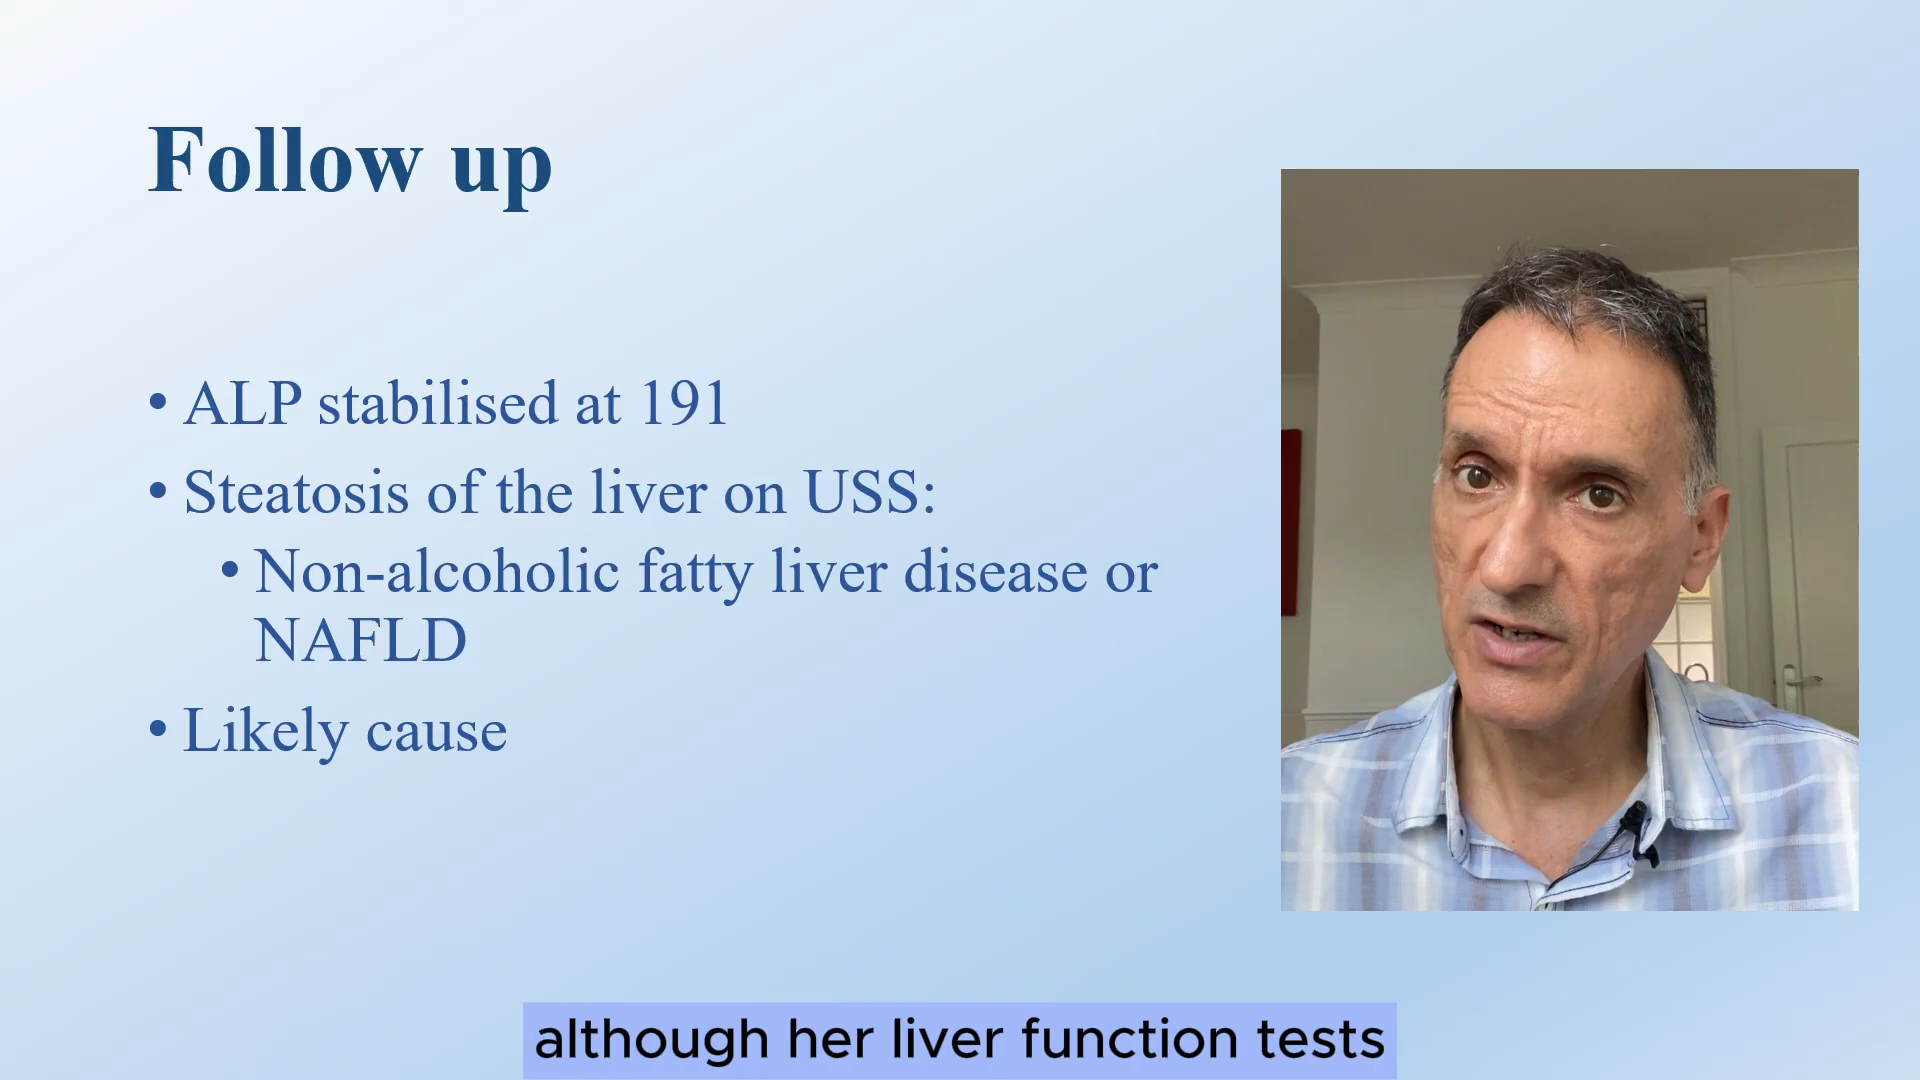 Follow up
• ALP stabilised at 191
• Steatosis of the liver on USS:
• Non-alcoholic fatty liver disease or
NAFLD
• Likely cause
although her liver function tests